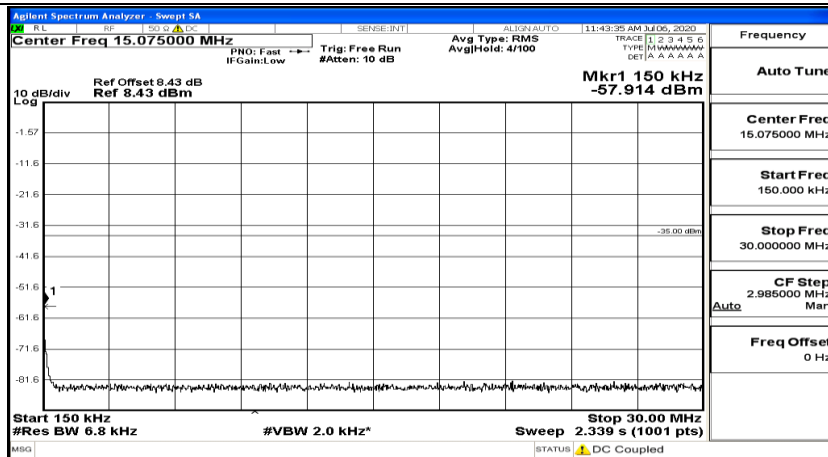 Agilent Spectrum Analyzer - Swept SA
LXI RL RF 50 Ω DC SENSE:INT ALIGN AUTO 11:43:35 AM Jul 06, 2020
Center Freq 15.075000 MHz
PNO: Fast
IFGain:Low
Trig: Free Run
#Atten: 10 dB
Avg Type: RMS
Avg|Hold: 4/100
TRACE 1 2 3 4 5 6
TYPE M W W W W W
DET A A A A A A
Mkr1 150 kHz
-57.914 dBm
Ref Offset 8.43 dB
10 dB/div Ref 8.43 dBm
Log
-1.57
-11.6
-21.6
-31.6
-35.00 dBm
-41.6
-51.6
1
-61.6
-71.6
-81.6
Start 150 kHz Stop 30.00 MHz
#Res BW 6.8 kHz #VBW 2.0 kHz* Sweep 2.339 s (1001 pts)
MSG STATUS DC Coupled
Frequency
Auto Tune
Center Freq
15.075000 MHz
Start Freq
150.000 kHz
Stop Freq
30.000000 MHz
CF Step
2.985000 MHz
Auto Man
Freq Offset
0 Hz